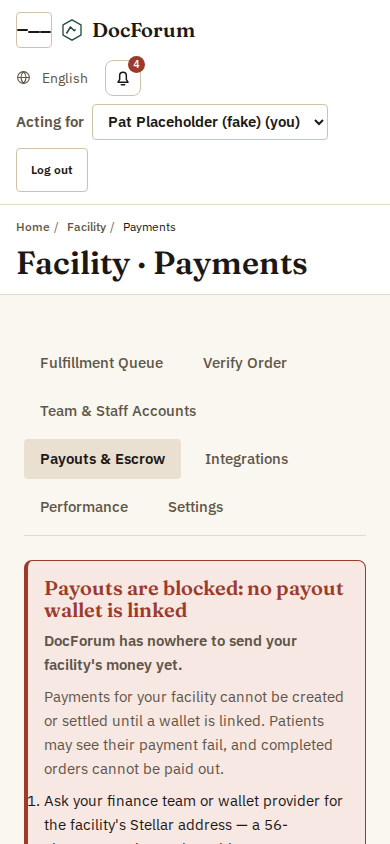 DocForum
English
4
Acting for
Pat Placeholder (fake) (you)
Log out
Home / Facility / Payments
Facility · Payments
Fulfillment Queue
Verify Order
Team & Staff Accounts
Payouts & Escrow
Integrations
Performance
Settings
Payouts are blocked: no payout
wallet is linked
DocForum has nowhere to send your
facility's money yet.
Payments for your facility cannot be created
or settled until a wallet is linked. Patients
may see their payment fail, and completed
orders cannot be paid out.
1. Ask your finance team or wallet provider for
the facility's Stellar address — a 56-